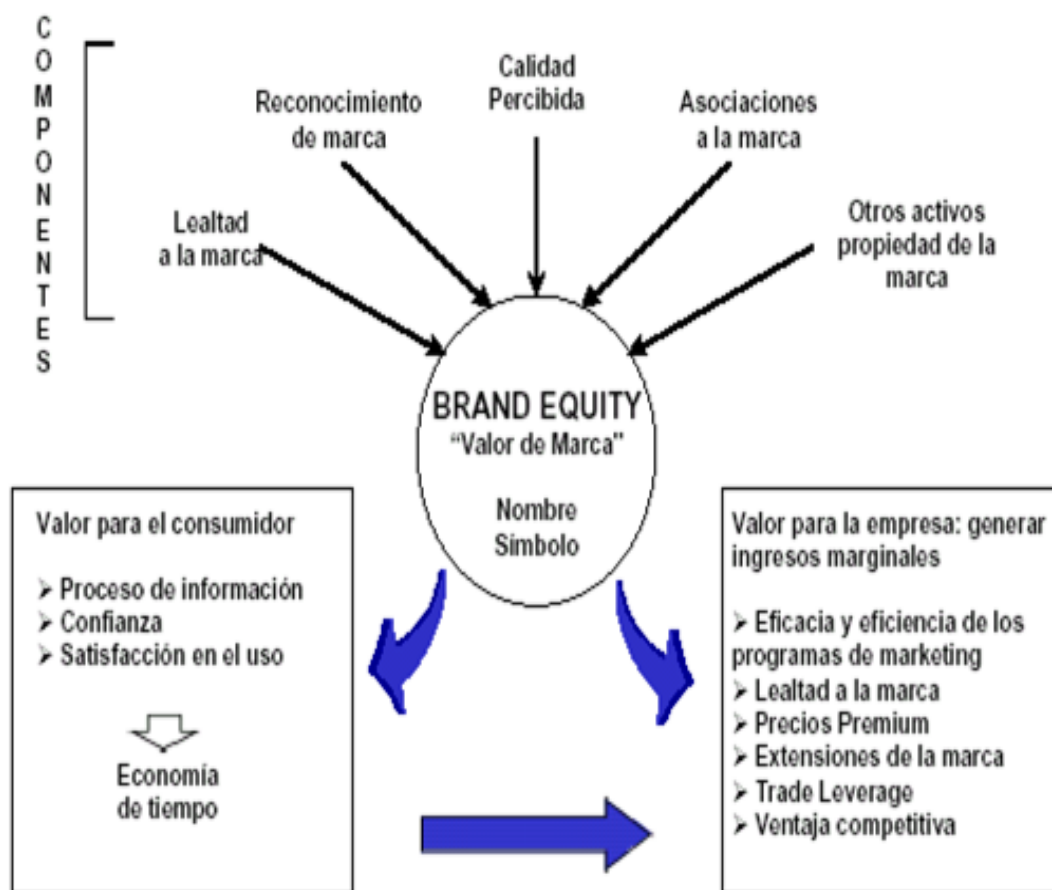 COMPONENTES
Lealtad
a la marca
Reconocimiento
de marca
Calidad
Percibida
Asociaciones
a la marca
Otros activos
propiedad de la
marca
BRAND EQUITY
“Valor de Marca”
Nombre
Símbolo
Valor para el consumidor
➢ Proceso de información
➢ Confianza
➢ Satisfacción en el uso
Economía
de tiempo
Valor para la empresa: generar
ingresos marginales
➢ Eficacia y eficiencia de los
programas de marketing
➢ Lealtad a la marca
➢ Precios Premium
➢ Extensiones de la marca
➢ Trade Leverage
➢ Ventaja competitiva